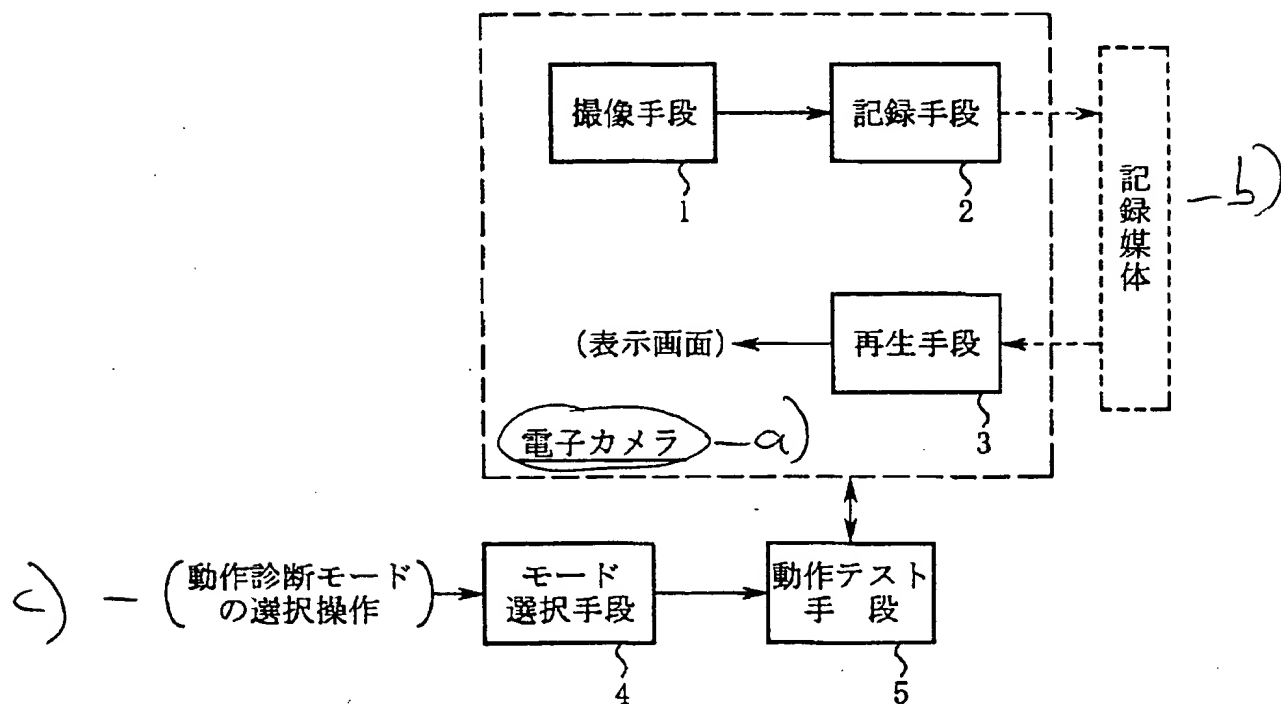 撮像手段
1
記録手段
2
記録媒体
b)
(表示画面)
再生手段
3
電子カメラ
a)
c)
(動作診断モード
の選択操作)
モード
選択手段
4
動作テスト
手 段
5